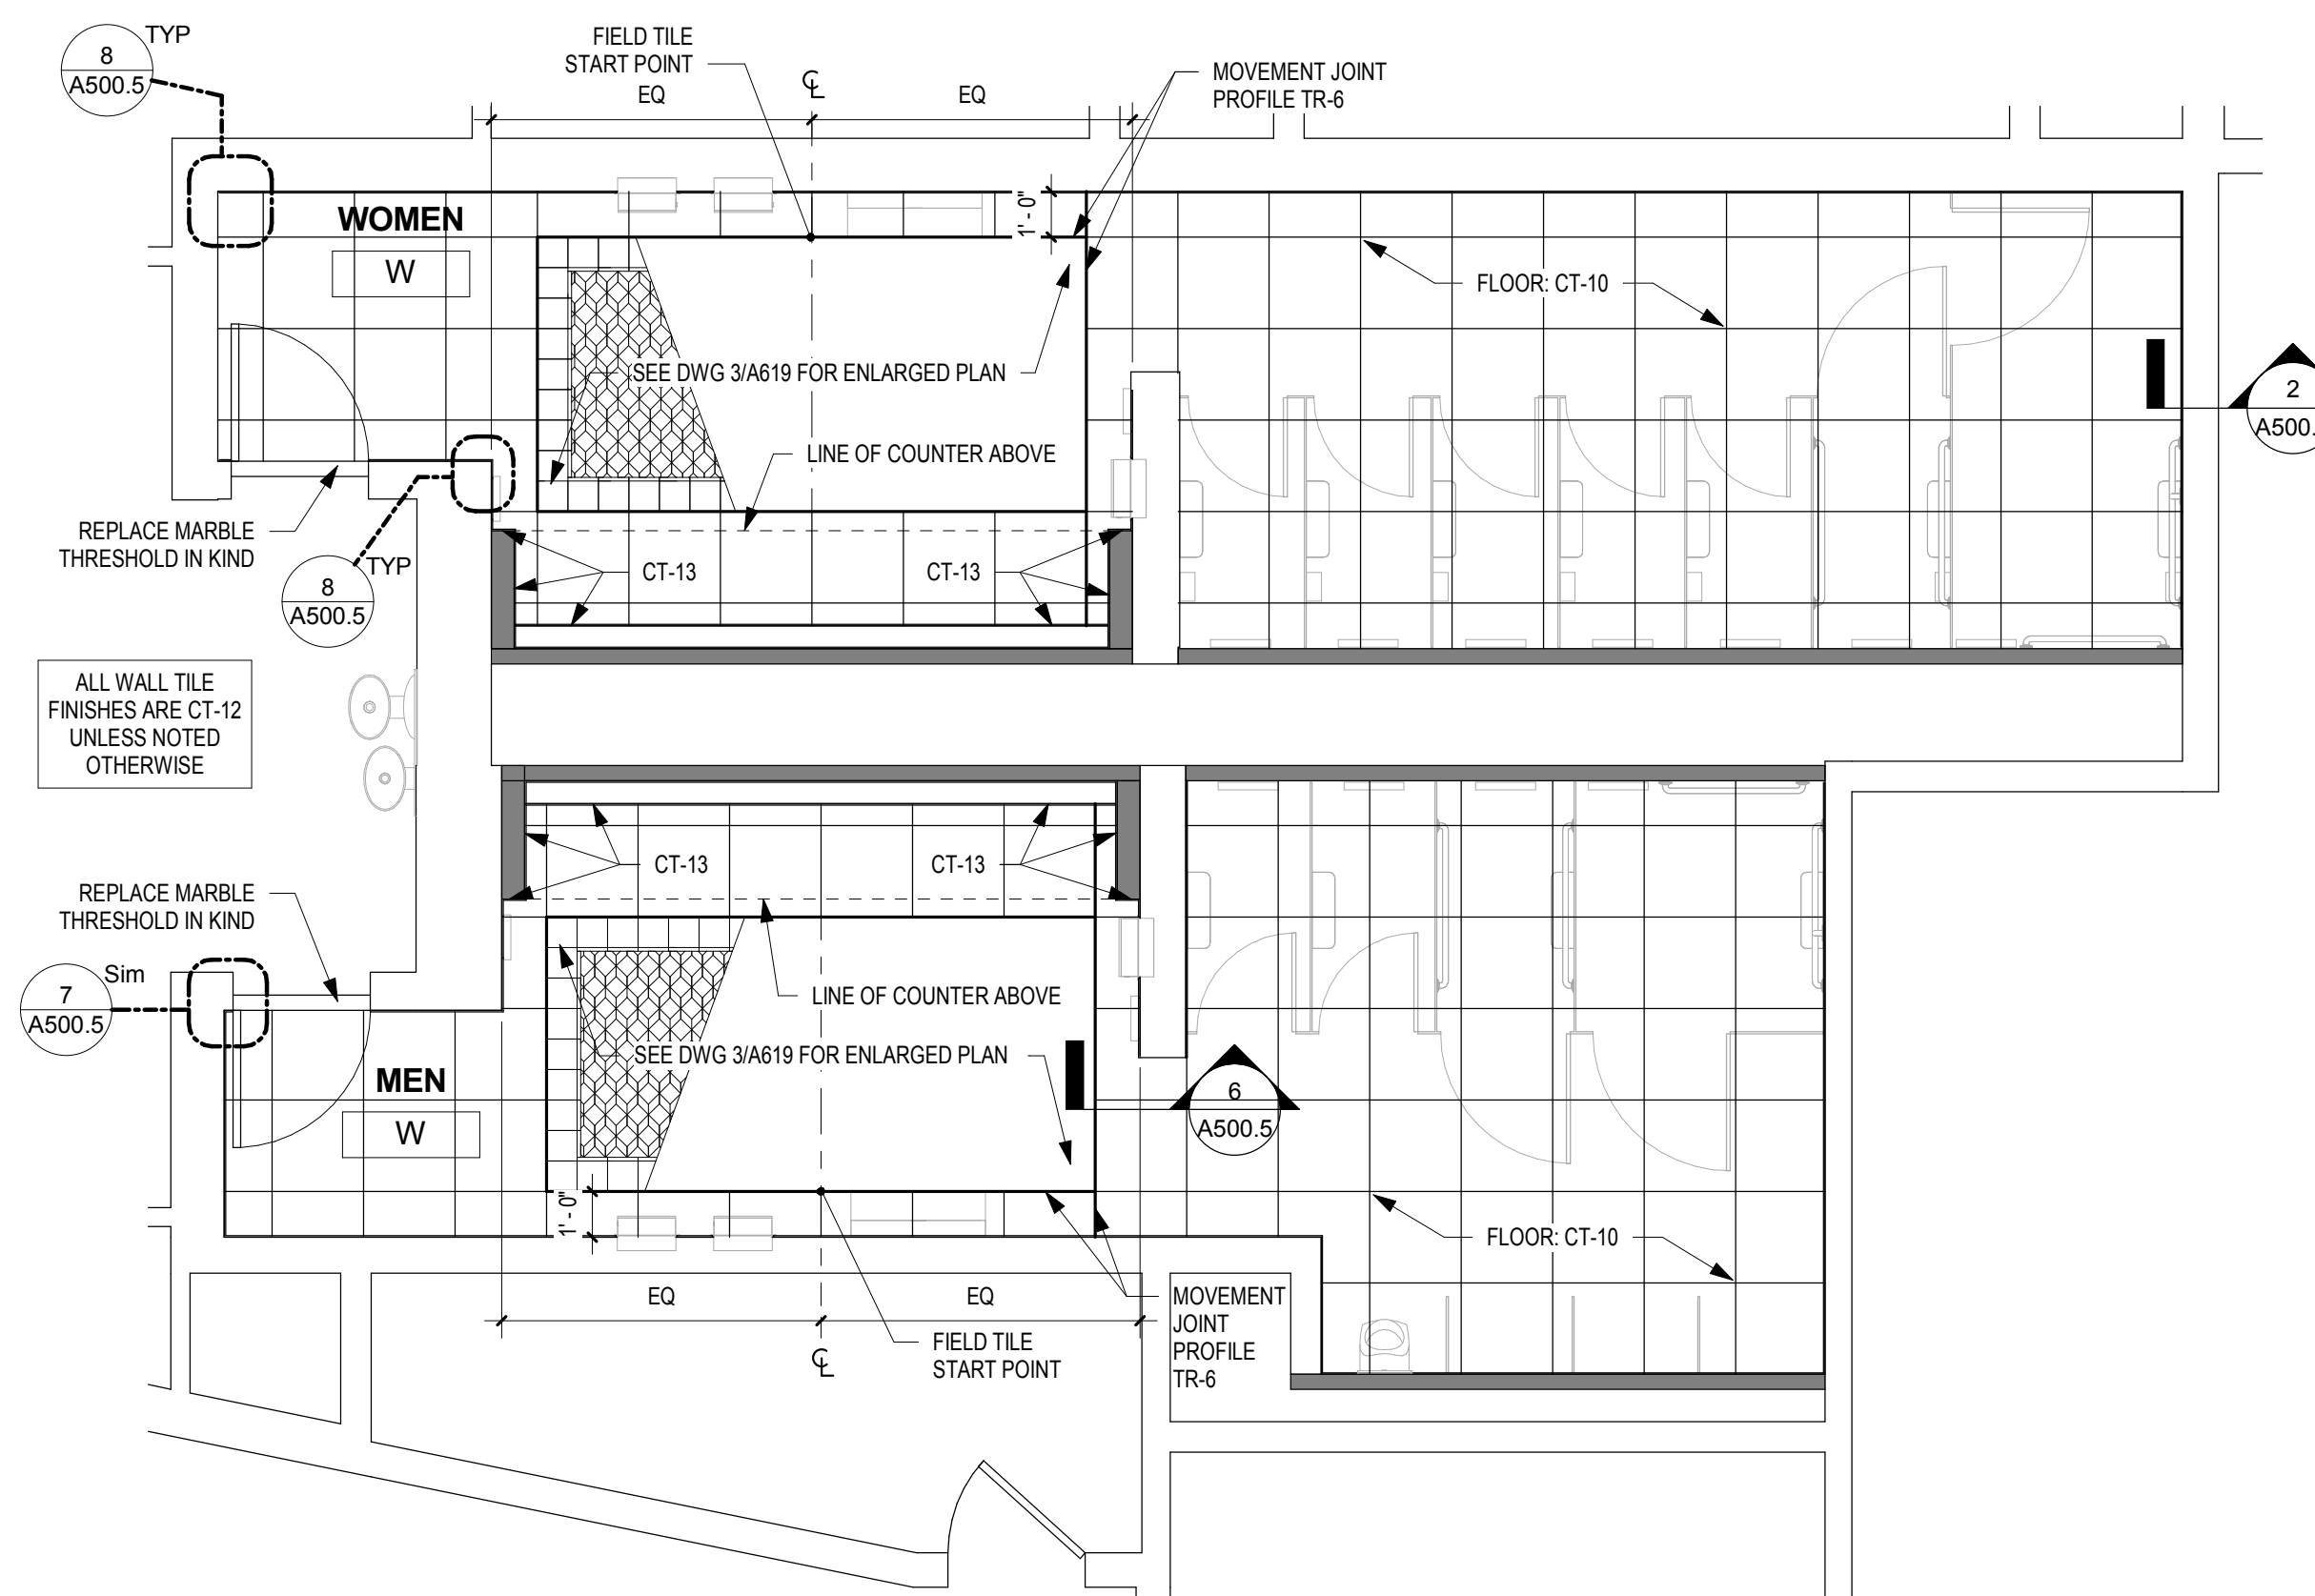 8
A500.5
TYP
FIELD TILE
START POINT
EQ
℄
EQ
MOVEMENT JOINT
PROFILE TR-6
1' - 0"
WOMEN
W
FLOOR: CT-10
SEE DWG 3/A619 FOR ENLARGED PLAN
2
A500.
LINE OF COUNTER ABOVE
REPLACE MARBLE
THRESHOLD IN KIND
8
A500.5
TYP
CT-13
CT-13
ALL WALL TILE
FINISHES ARE CT-12
UNLESS NOTED
OTHERWISE
CT-13
CT-13
REPLACE MARBLE
THRESHOLD IN KIND
7
A500.5
Sim
LINE OF COUNTER ABOVE
SEE DWG 3/A619 FOR ENLARGED PLAN
MEN
W
6
A500.5
1' - 0"
FLOOR: CT-10
EQ
EQ
MOVEMENT
JOINT
PROFILE
TR-6
FIELD TILE
START POINT
℄